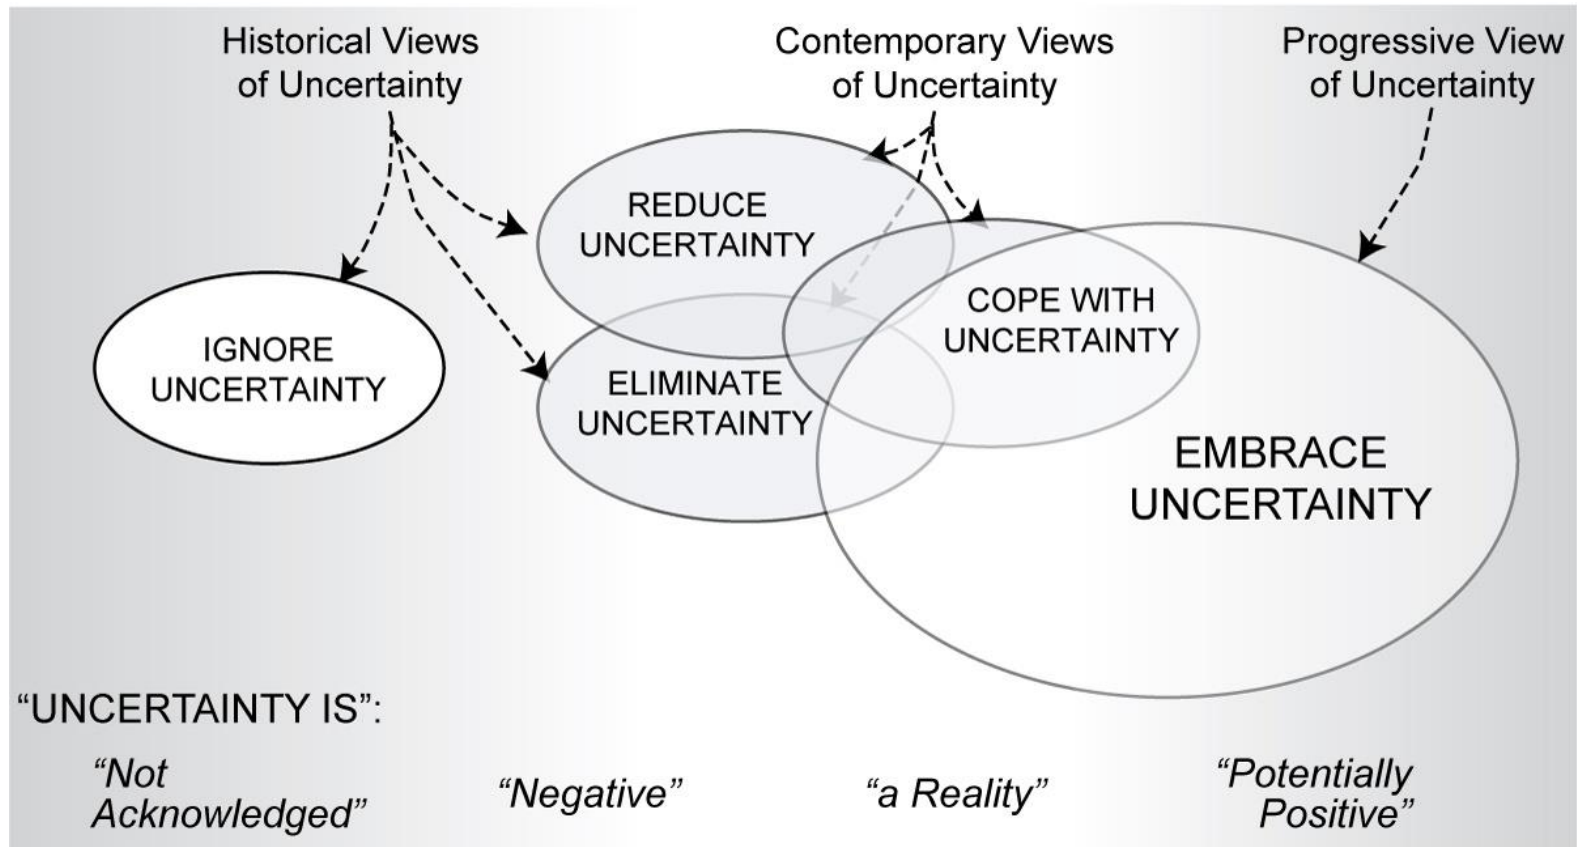 Historical Views
of Uncertainty
Contemporary Views
of Uncertainty
Progressive View
of Uncertainty
REDUCE
UNCERTAINTY
IGNORE
UNCERTAINTY
ELIMINATE
UNCERTAINTY
COPE WITH
UNCERTAINTY
EMBRACE
UNCERTAINTY
“UNCERTAINTY IS”:
“Not
Acknowledged”
“Negative”
“a Reality”
“Potentially
Positive”